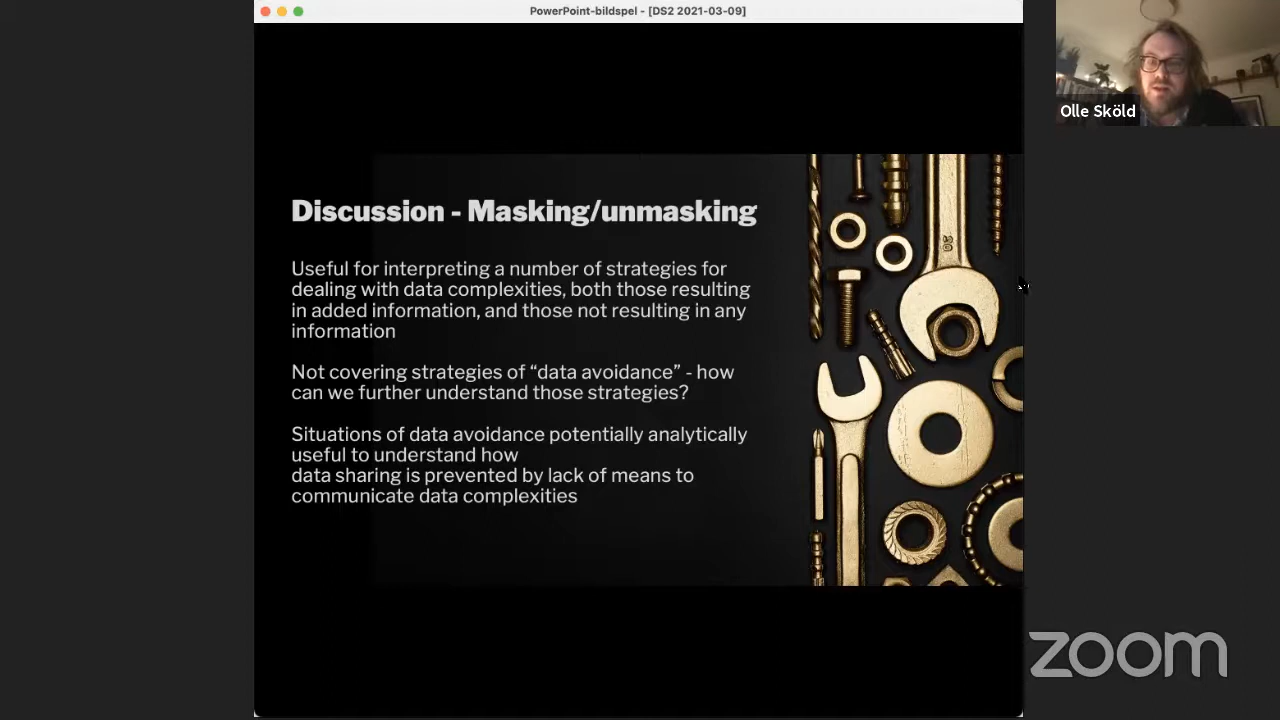 PowerPoint-bildspel - [DS2 2021-03-09]
Olle Sköld
Discussion - Masking/unmasking
Useful for interpreting a number of strategies for
dealing with data complexities, both those resulting
in added information, and those not resulting in any
information
Not covering strategies of “data avoidance” - how
can we further understand those strategies?
Situations of data avoidance potentially analytically
useful to understand how
data sharing is prevented by lack of means to
communicate data complexities
zoom